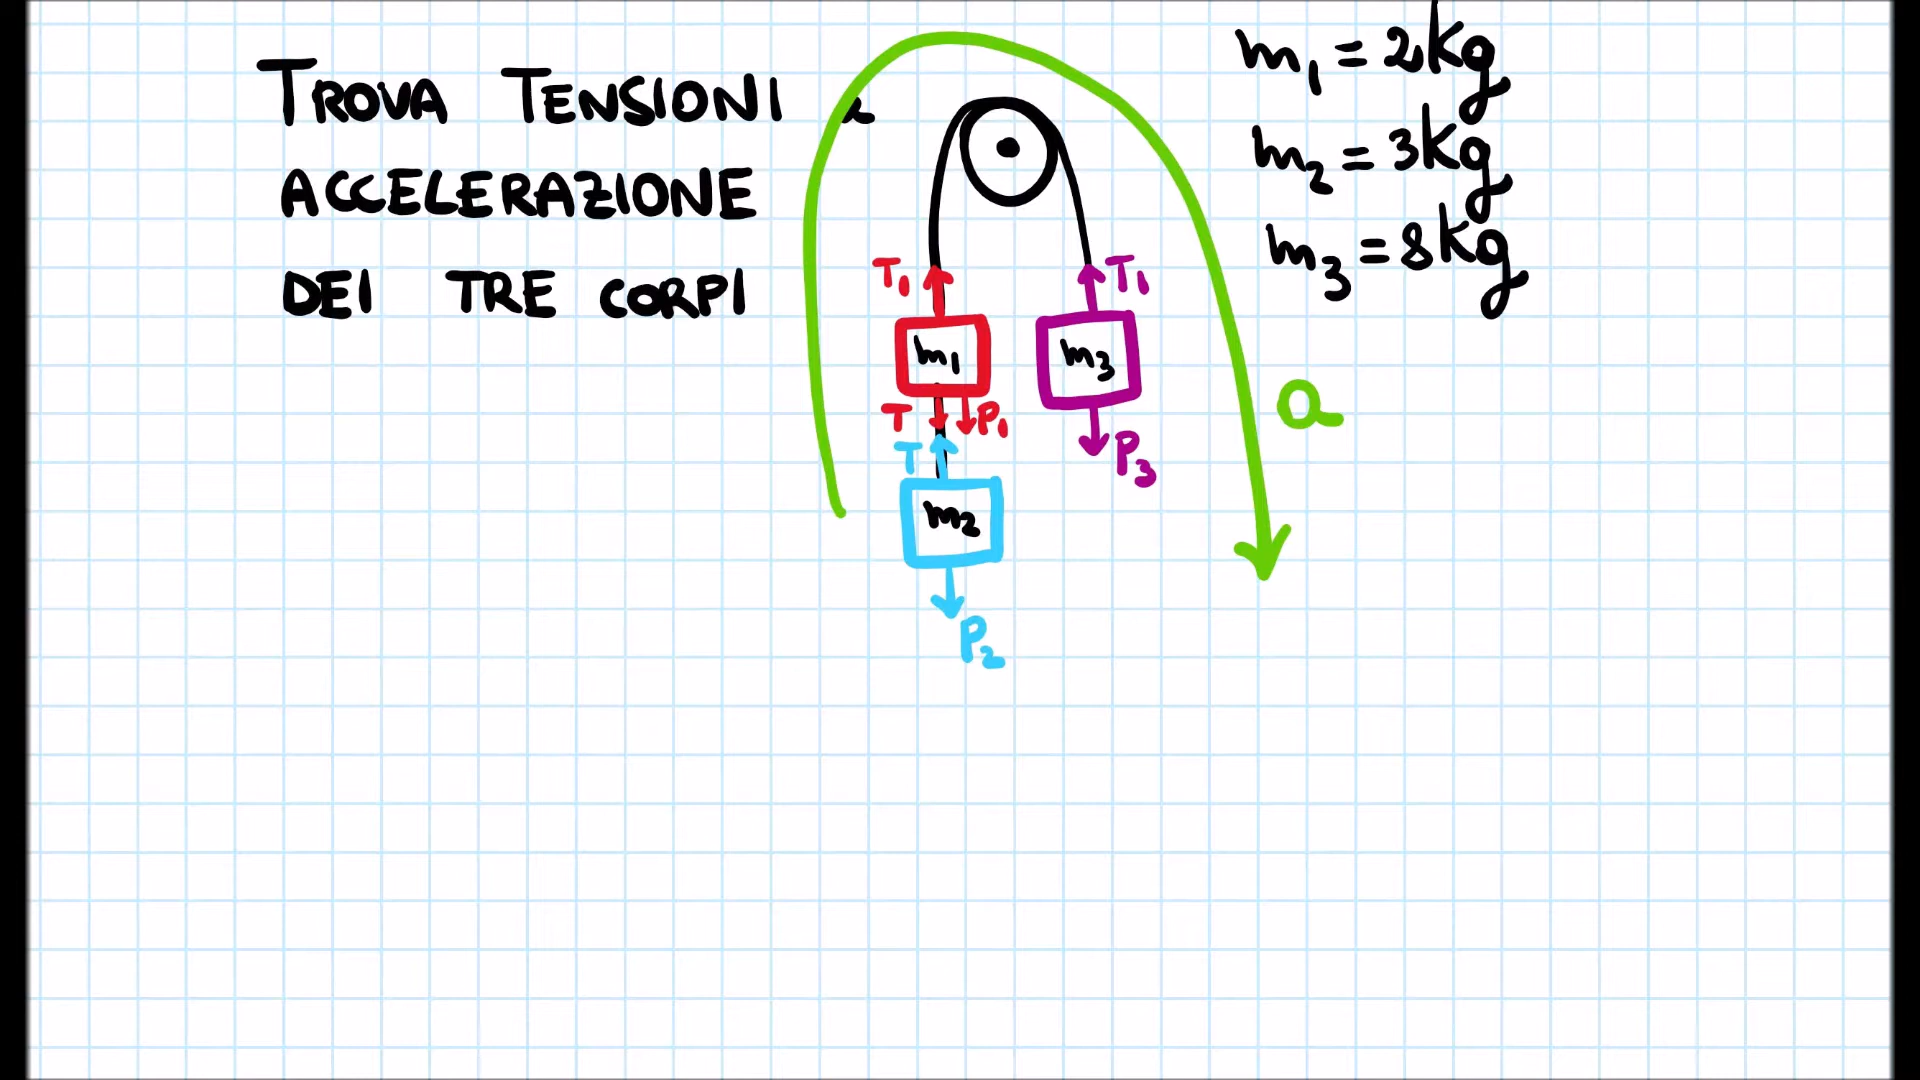 TROVA TENSIONI e
ACCELERAZIONE
DEI TRE CORPI
m₁ = 2kg
m₂ = 3kg
m₃ = 8kg
T₁
T₁
m₁
m₃
a
T
P₁
T
P₃
m₂
P₂